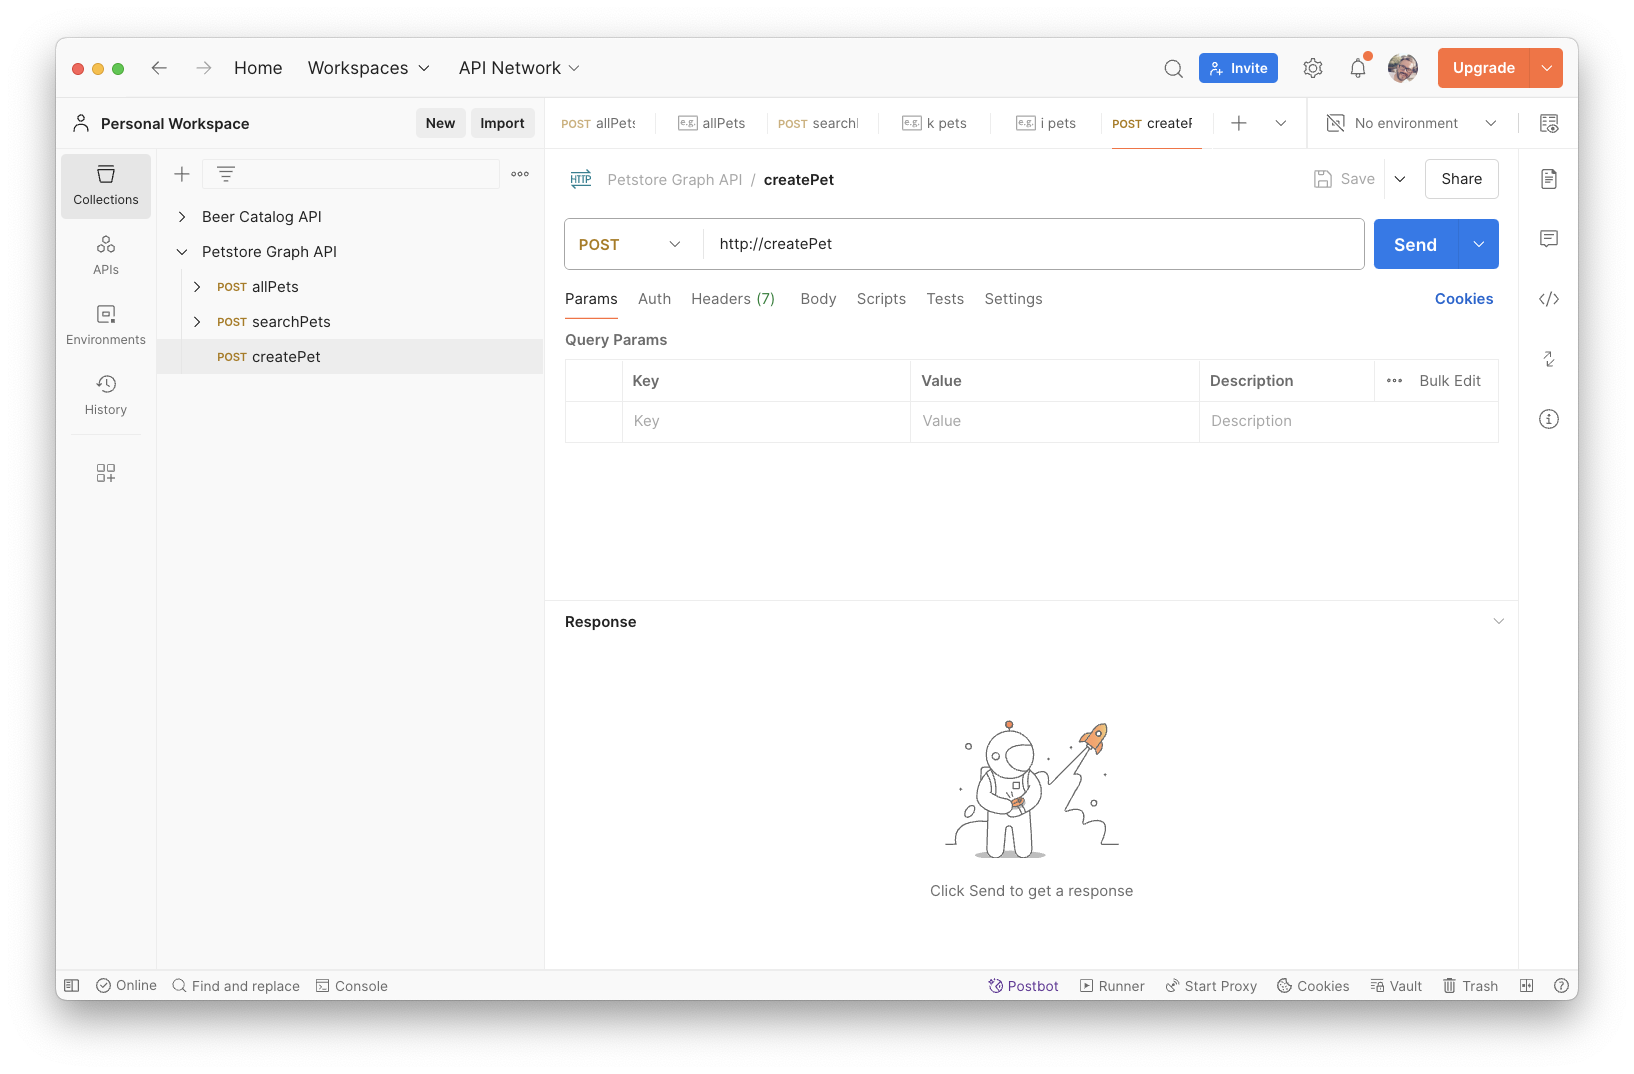 Home Workspaces API Network Invite Upgrade
Personal Workspace New Import POST allPets e.g. allPets POST search e.g. k pets e.g. i pets POST createP No environment
Collections
APIs
Environments
History
Beer Catalog API
Petstore Graph API
POST allPets
POST searchPets
POST createPet
HTTP Petstore Graph API / createPet Save Share
POST http://createPet Send
Params Auth Headers (7) Body Scripts Tests Settings Cookies
Query Params
Key Value Description Bulk Edit
Key Value Description
Response
Click Send to get a response
Online Find and replace Console Postbot Runner Start Proxy Cookies Vault Trash